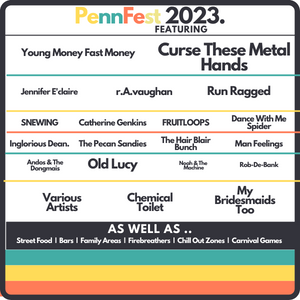 PennFest 2023.
FEATURING
Young Money Fast Money
Curse These Metal
Hands
Jennifer E'claire
r.A.vaughan
Run Ragged
SNEWING
Catherine Genkins
FRUITLOOPS
Dance With Me
Spider
Inglorious Dean.
The Pecan Sandies
The Hair Blair
Bunch
Man Feelings
Andos & The
Dongmais
Old Lucy
Noah & The
Machine
Rob-De-Bank
Various
Artists
Chemical
Toilet
My
Bridesmaids
Too
AS WELL AS ..
Street Food | Bars | Family Areas | Firebreathers | Chill Out Zones | Carnival Games